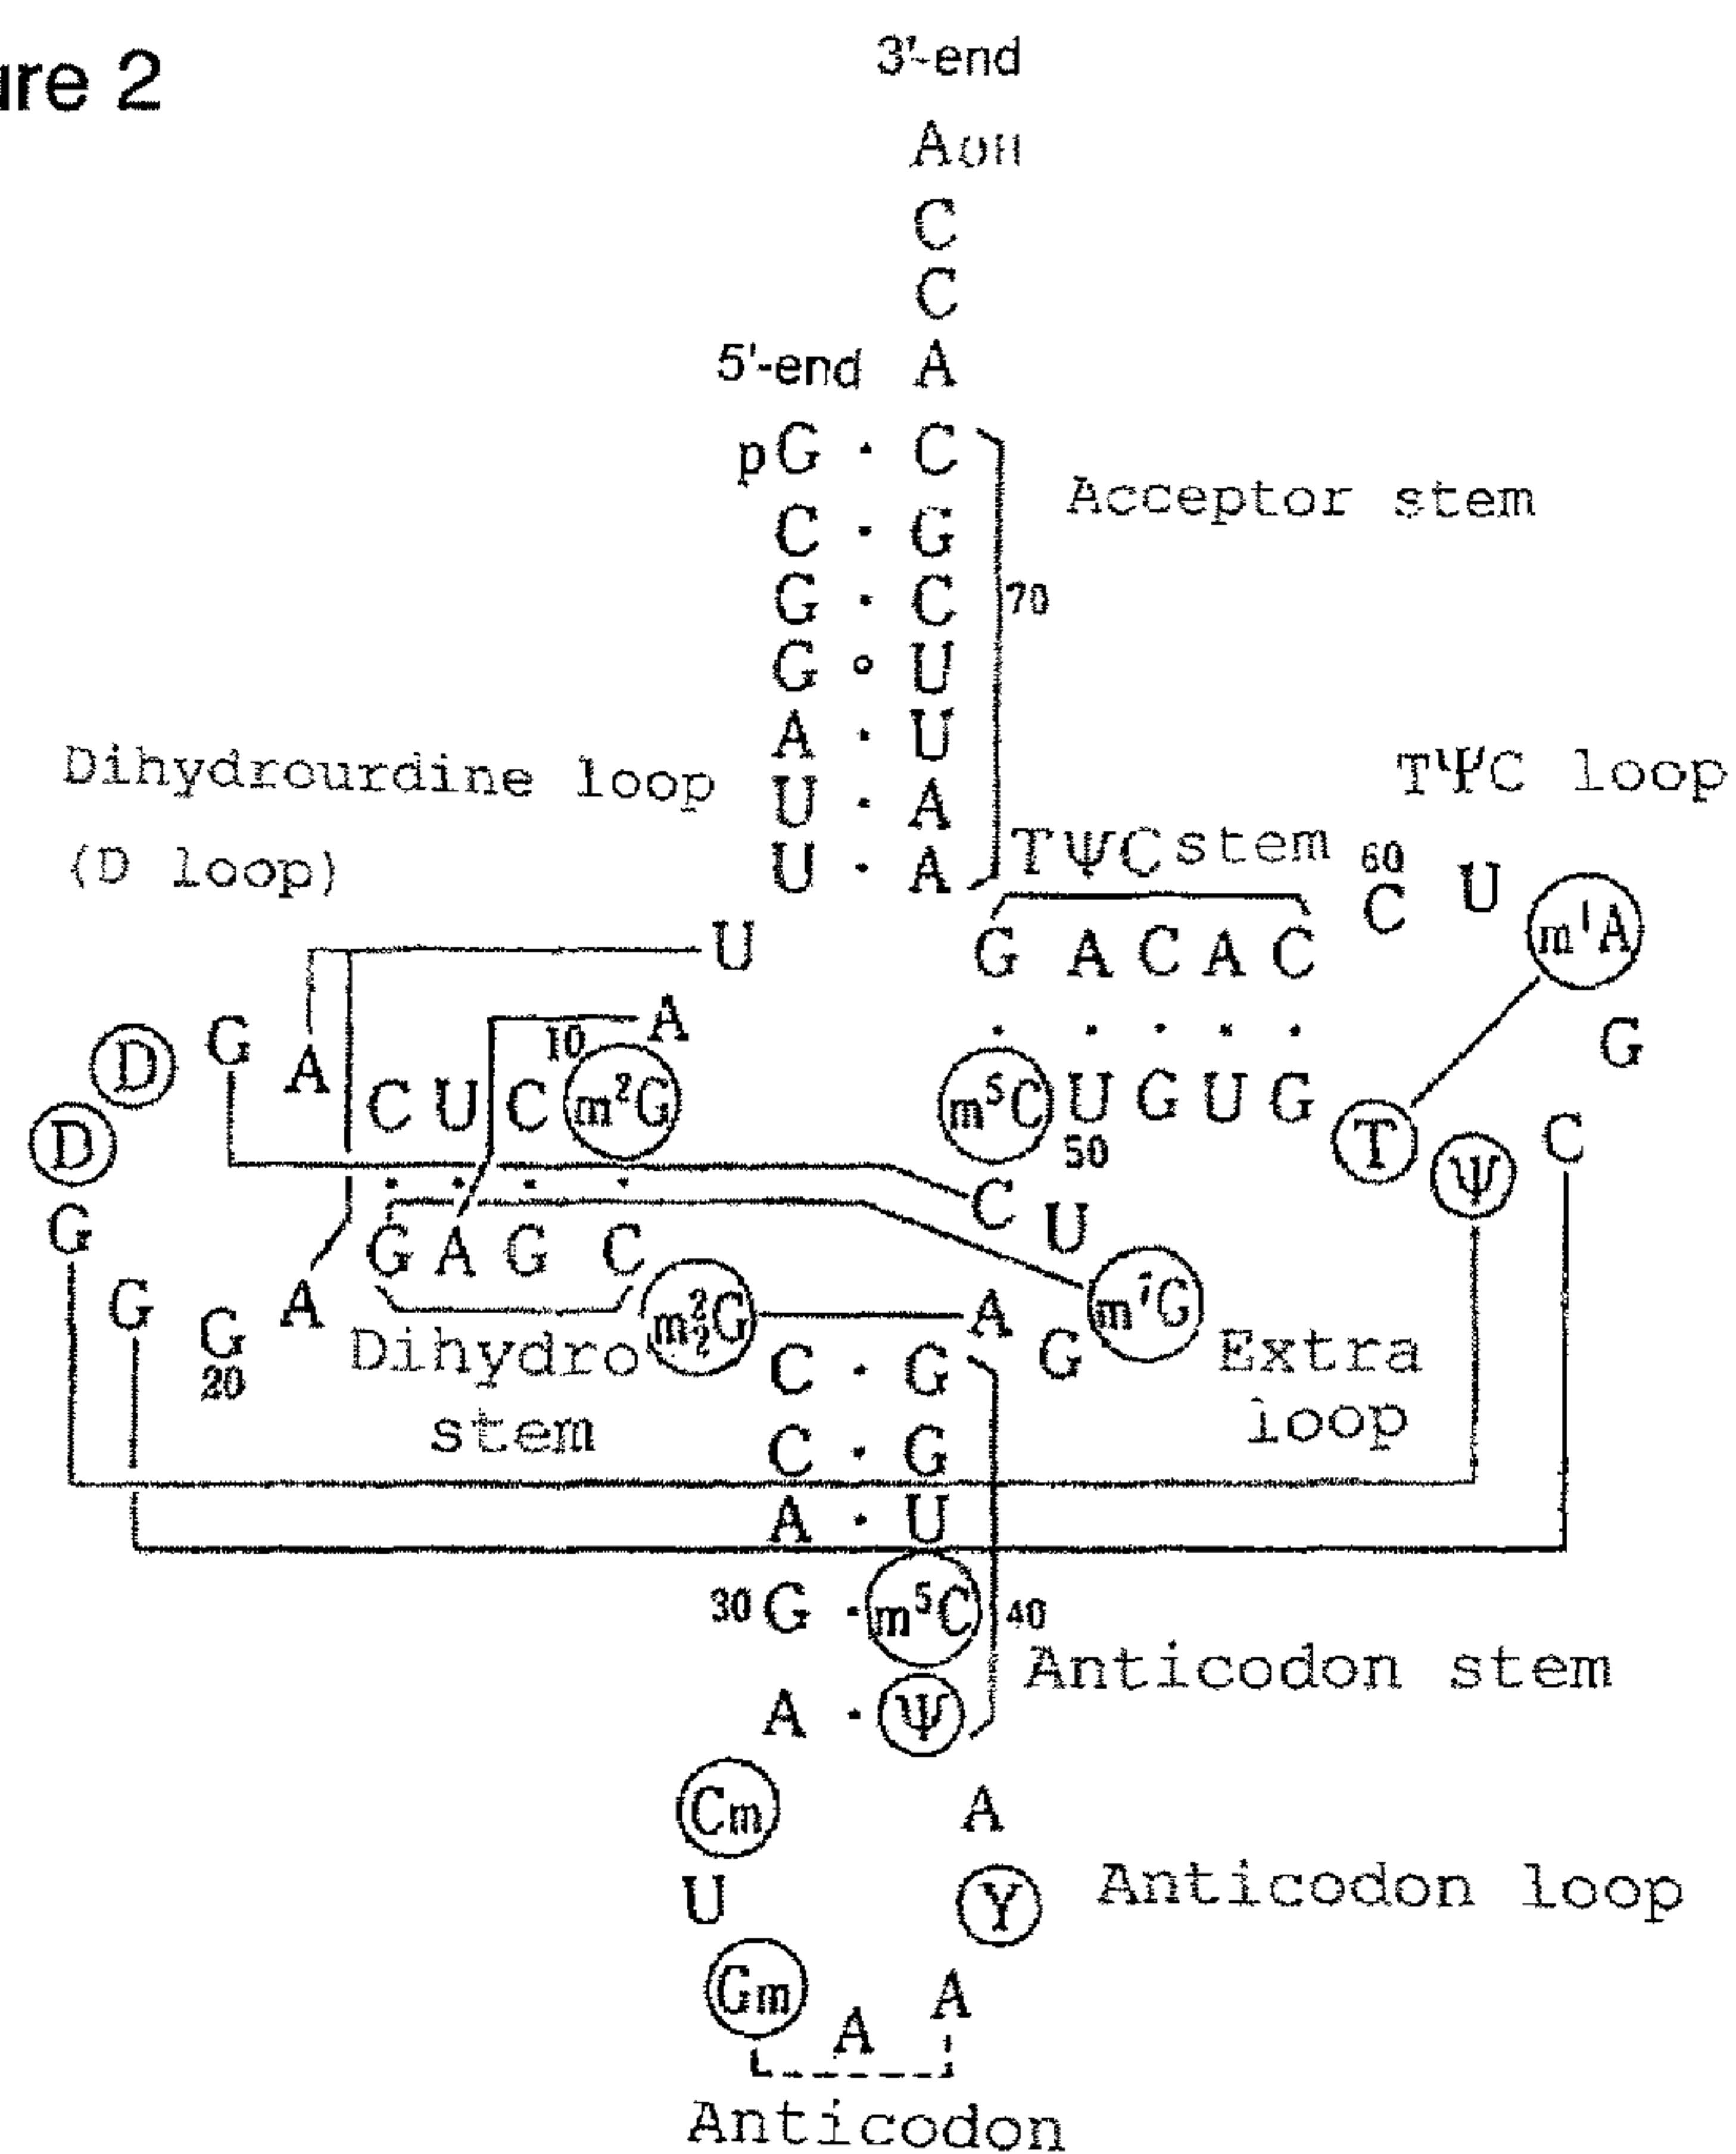 ure 2
3'-end
AOH
C
C
5'-end A
pG · C
Acceptor stem
C · G
G · C 70
G ∘ U
A · U
Dihydrourdine loop
TΨC loop
U · A
(D loop)
TΨC stem
U · A
60
C U m¹A
U
G A C A C
G
D G A
10 A
C U C m²G
m⁵C U G U G
50
T Ψ C
D
G
C U
G A G C
m⁷G
G G A
20
m²₂G A G
Dihydro
stem
Extra
loop
C · G
C · G
A · U
30 G · m⁵C 40
Anticodon stem
A · Ψ
Cm A
U Y
Anticodon loop
Gm A A
Anticodon